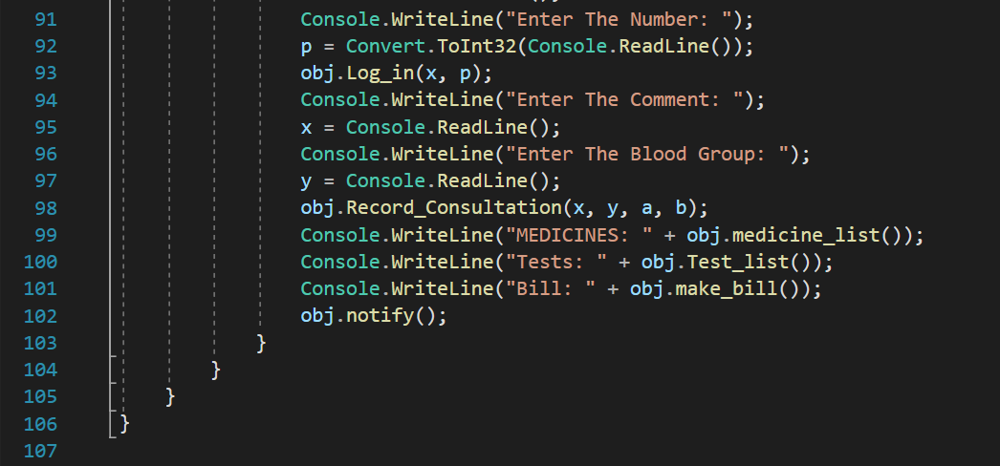 91 Console.WriteLine("Enter The Number: ");
92 p = Convert.ToInt32(Console.ReadLine());
93 obj.Log_in(x, p);
94 Console.WriteLine("Enter The Comment: ");
95 x = Console.ReadLine();
96 Console.WriteLine("Enter The Blood Group: ");
97 y = Console.ReadLine();
98 obj.Record_Consultation(x, y, a, b);
99 Console.WriteLine("MEDICINES: " + obj.medicine_list());
100 Console.WriteLine("Tests: " + obj.Test_list());
101 Console.WriteLine("Bill: " + obj.make_bill());
102 obj.notify();
103 }
104 }
105 }
106 }
107